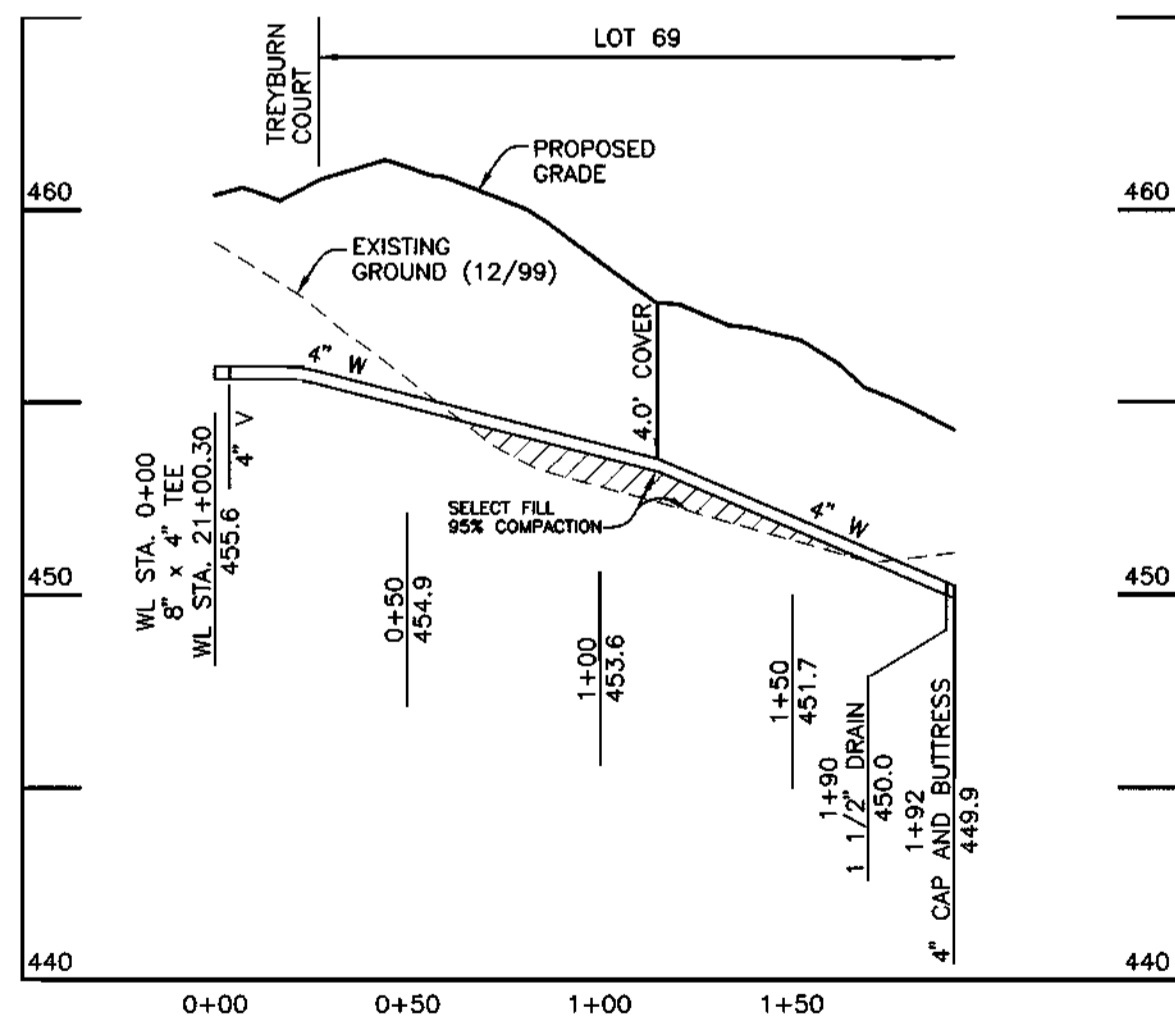 LOT 69
TREYBURN
COURT
PROPOSED
GRADE
460
460
EXISTING
GROUND (12/99)
4.0' COVER
4" W
4" V
WL STA. 0+00
8" x 4" TEE
WL STA. 21+00.30
455.6
SELECT FILL
95% COMPACTION
4" W
0+50
454.9
1+00
453.6
1+50
451.7
450
450
1+90
1 1/2" DRAIN
450.0
1+92
4" CAP AND BUTTRESS
449.9
440
440
0+00
0+50
1+00
1+50